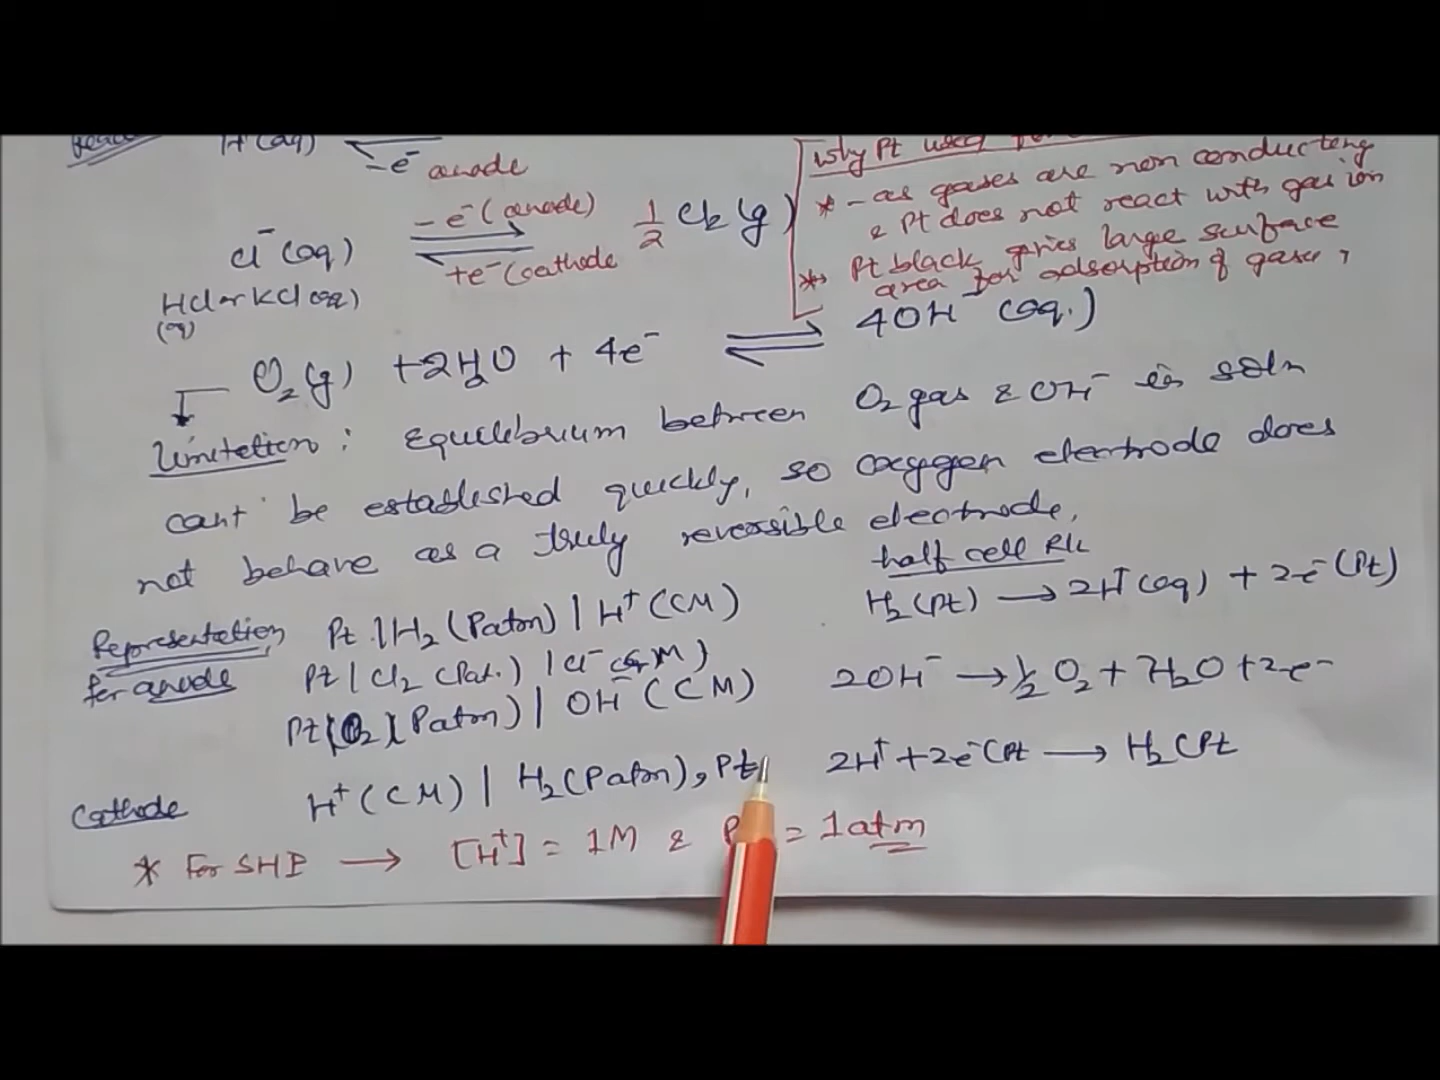 H⁺(aq)
-e⁻ anode
Why Pt used
* - as gases are non conducting
& Pt does not react with gas ion
** Pt black gives large surface
area for adsorption of gases,
Cl⁻(aq) -e⁻(anode) ⇌ +e⁻(cathode ½ Cl₂(g)
HCl or KCl(aq)
(g)
O₂(g) + 2H₂O + 4e⁻ ⇌ 4OH⁻(aq.)
Limitation: Equilibrium between O₂ gas & OH⁻ in soln
cant be established quickly, so oxygen electrode does
not behave as a truly reversible electrode,
half cell Rx
Representation Pt | H₂(Patm) | H⁺(CM) H₂(Pt) → 2H⁺(aq) + 2e⁻(Pt)
for anode Pt | Cl₂ (Pat.) | Cl⁻ (M)
Pt | O₂ | (Patm) | OH⁻(CM) 2OH⁻ → ½ O₂ + H₂O + 2e⁻
Cathode H⁺(CM) | H₂(Patm), Pt 2H⁺ + 2e⁻(Pt → H₂(Pt
* For SHE → [H⁺] = 1M & P = 1 atm